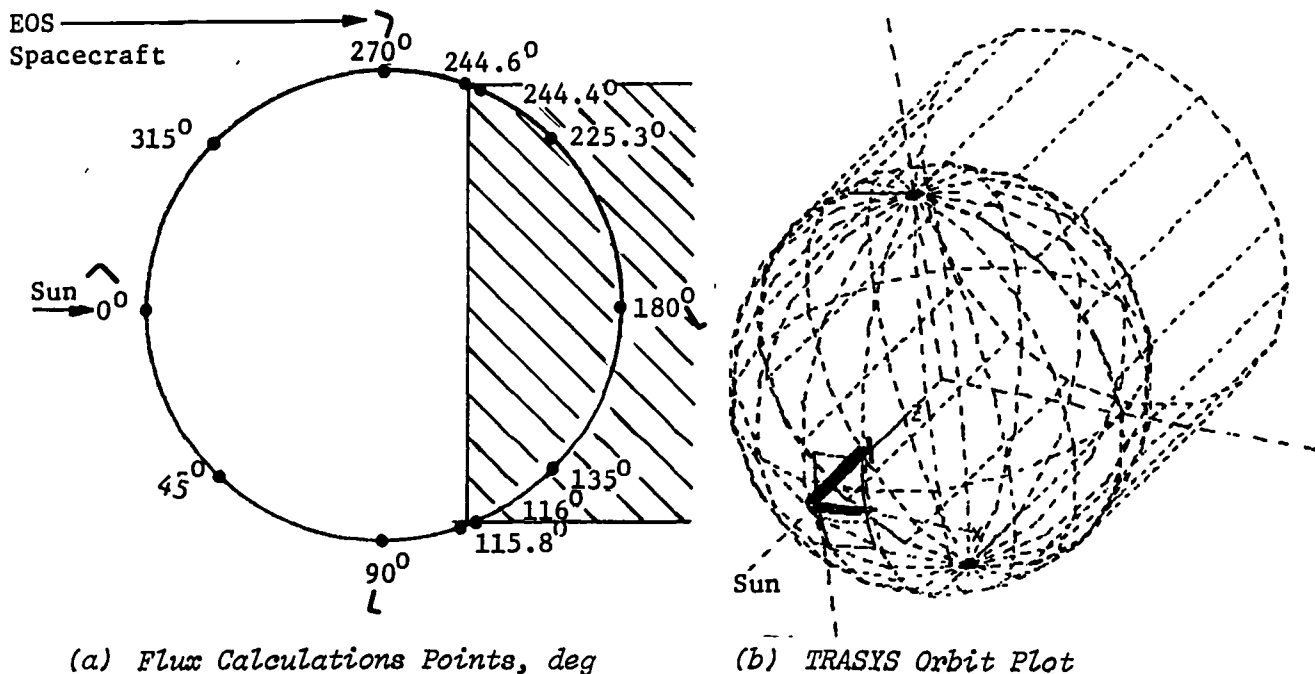 EOS
Spacecraft
270°
244.6°
244.4°
225.3°
315°
Sun
0°
180°
45°
135°
116°
115.8°
90°
Sun
(a) Flux Calculations Points, deg
(b) TRASYS Orbit Plot